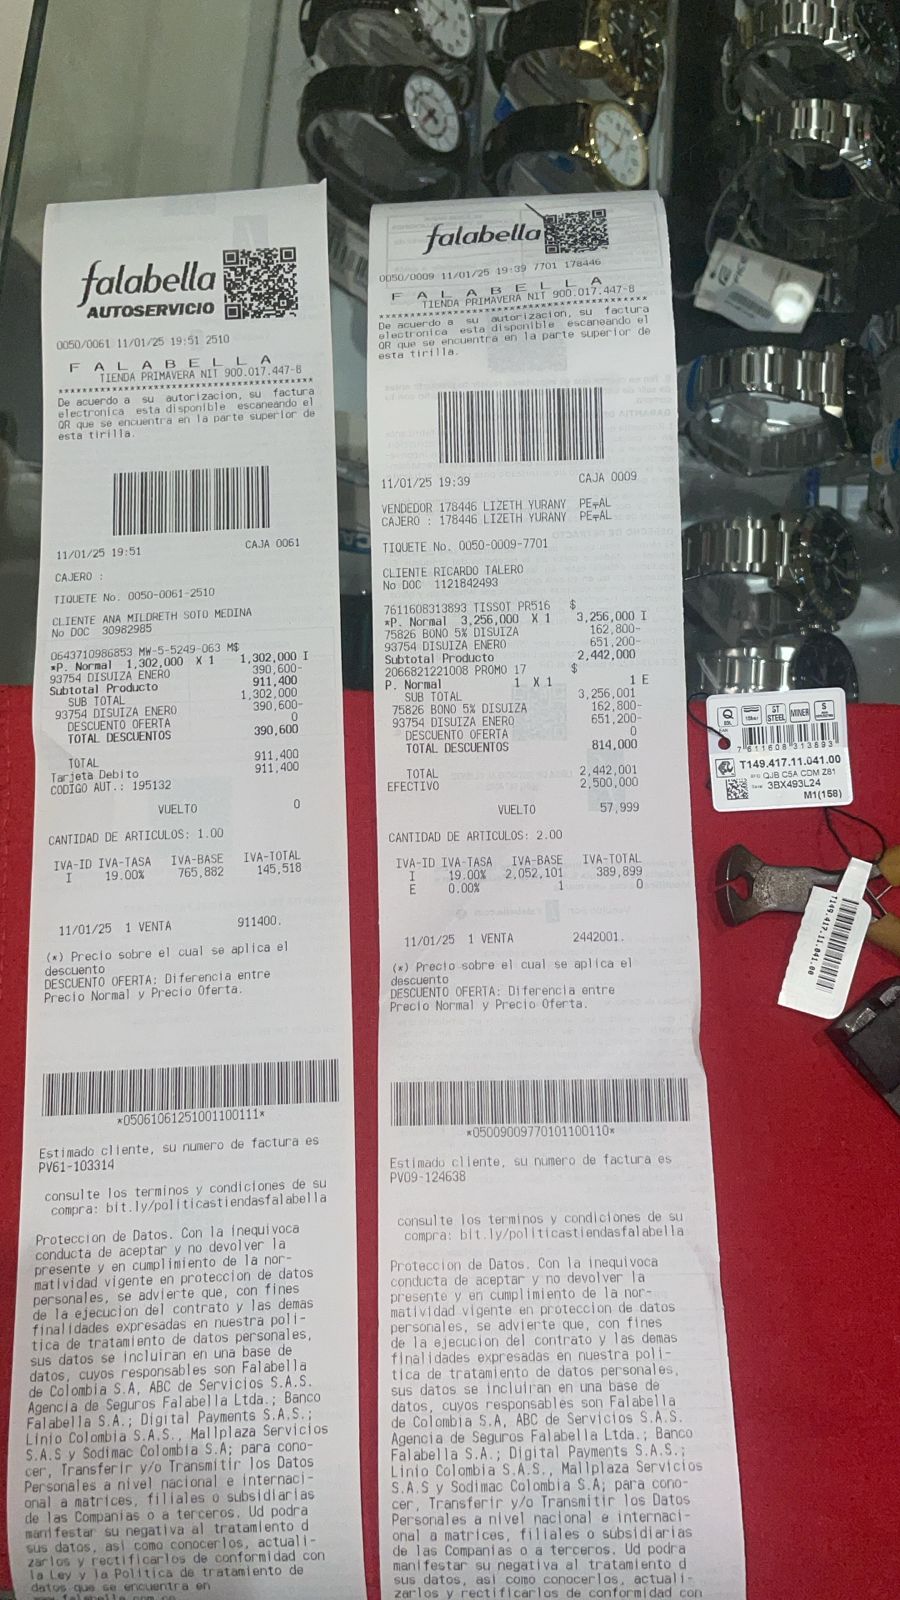 falabella
AUTOSERVICIO
0050/0061 11/01/25 19:51 2510
F A L A B E L L A
TIENDA PRIMAVERA NIT 900.017.447-8
****************************************
De acuerdo a su autorizacion, su factura
electronica esta disponible escaneando el
QR que se encuentra en la parte superior de
esta tirilla.
11/01/25 19:51 CAJA 0061
CAJERO :
TIQUETE No. 0050-0061-2510
CLIENTE ANA MILDRETH SOTO MEDINA
No DOC 30982985
0643710986853 MW-5-5249-063 M$
*P. Normal 1,302,000 X 1 1,302,000 I
93754 DISUIZA ENERO 390,600-
Subtotal Producto 911,400
SUB TOTAL 1,302,000
93754 DISUIZA ENERO 390,600-
DESCUENTO OFERTA 0
TOTAL DESCUENTOS 390,600
TOTAL 911,400
Tarjeta Debito 911,400
CODIGO AUT.: 195132
VUELTO 0
CANTIDAD DE ARTICULOS: 1.00
IVA-ID IVA-TASA IVA-BASE IVA-TOTAL
I 19.00% 765,882 145,518
11/01/25 1 VENTA 911400.
(*) Precio sobre el cual se aplica el
descuento
DESCUENTO OFERTA: Diferencia entre
Precio Normal y Precio Oferta.
*05061061251001100111*
Estimado cliente, su numero de factura es
PV61-103314
consulte los terminos y condiciones de su
compra: bit.ly/politicastiendasfalabella
Proteccion de Datos. Con la inequivoca
conducta de aceptar y no devolver la
presente y en cumplimiento de la nor-
matividad vigente en proteccion de datos
personales, se advierte que, con fines
de la ejecucion del contrato y las demas
finalidades expresadas en nuestra poli-
tica de tratamiento de datos personales,
sus datos se incluiran en una base de
datos, cuyos responsables son Falabella
de Colombia S.A, ABC de Servicios S.A.S.
Agencia de Seguros Falabella Ltda.; Banco
Falabella S.A.; Digital Payments S.A.S.;
Linio Colombia S.A.S., Mallplaza Servicios
S.A.S y Sodimac Colombia S.A; para cono-
cer, Transferir y/o Transmitir los Datos
Personales a nivel nacional e internaci-
onal a matrices, filiales o subsidiarias
de las Companias o a terceros. Ud podra
manifestar su negativa al tratamiento d
sus datos, asi como conocerlos, actuali-
zarlos y rectificarlos de conformidad con
la Ley y la Politica de tratamiento de
datos que se encuentra en
falabella
0050/0009 11/01/25 19:39 7701 178446
F A L A B E L L A
TIENDA PRIMAVERA NIT 900.017.447-8
****************************************
De acuerdo a su autorizacion, su factura
electronica esta disponible escaneando el
QR que se encuentra en la parte superior de
esta tirilla.
11/01/25 19:39 CAJA 0009
VENDEDOR 178446 LIZETH YURANY PE┬AL
CAJERO : 178446 LIZETH YURANY PE┬AL
TIQUETE No. 0050-0009-7701
CLIENTE RICARDO TALERO
No DOC 1121842493
7611608313893 TISSOT PR516 $
*P. Normal 3,256,000 X 1 3,256,000 I
75826 BONO 5% DISUIZA 162,800-
93754 DISUIZA ENERO 651,200-
Subtotal Producto 2,442,000
2066821221008 PROMO 17 $
P. Normal 1 X 1 1 E
SUB TOTAL 3,256,001
75826 BONO 5% DISUIZA 162,800-
93754 DISUIZA ENERO 651,200-
DESCUENTO OFERTA 0
TOTAL DESCUENTOS 814,000
TOTAL 2,442,001
EFECTIVO 2,500,000
VUELTO 57,999
CANTIDAD DE ARTICULOS: 2.00
IVA-ID IVA-TASA IVA-BASE IVA-TOTAL
I 19.00% 2,052,101 389,899
E 0.00% 1 0
11/01/25 1 VENTA 2442001.
(*) Precio sobre el cual se aplica el
descuento
DESCUENTO OFERTA: Diferencia entre
Precio Normal y Precio Oferta.
*05009009770101100110*
Estimado cliente, su numero de factura es
PV09-124638
consulte los terminos y condiciones de su
compra: bit.ly/politicastiendasfalabella
Proteccion de Datos. Con la inequivoca
conducta de aceptar y no devolver la
presente y en cumplimiento de la nor-
matividad vigente en proteccion de datos
personales, se advierte que, con fines
de la ejecucion del contrato y las demas
finalidades expresadas en nuestra poli-
tica de tratamiento de datos personales,
sus datos se incluiran en una base de
datos, cuyos responsables son Falabella
de Colombia S.A, ABC de Servicios S.A.S.
Agencia de Seguros Falabella Ltda.; Banco
Falabella S.A.; Digital Payments S.A.S.;
Linio Colombia S.A.S., Mallplaza Servicios
S.A.S y Sodimac Colombia S.A; para cono-
cer, Transferir y/o Transmitir los Datos
Personales a nivel nacional e internaci-
onal a matrices, filiales o subsidiarias
de las Companias o a terceros. Ud podra
manifestar su negativa al tratamiento d
sus datos, asi como conocerlos, actuali-
zarlos y rectificarlos de conformidad con
Q ST STEEL MINER S
7 611608 313893
T149.417.11.041.00
QJB C5A CDM Z81
3BX493L24
M1(158)
T149.417.11.041.00